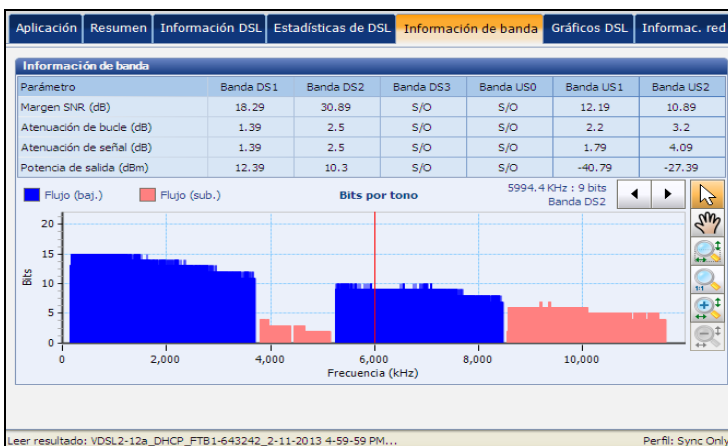 Aplicación Resumen Información DSL Estadísticas de DSL Información de banda Gráficos DSL Informac. red
Información de banda
Parámetro Banda DS1 Banda DS2 Banda DS3 Banda US0 Banda US1 Banda US2
Margen SNR (dB) 18.29 30.89 S/O S/O 12.19 10.89
Atenuación de bucle (dB) 1.39 2.5 S/O S/O 2.2 3.2
Atenuación de señal (dB) 1.39 2.5 S/O S/O 1.79 4.09
Potencia de salida (dBm) 12.39 10.3 S/O S/O -40.79 -27.39
Flujo (baj.) Flujo (sub.) Bits por tono 5994.4 KHz : 9 bits
Banda DS2
20
15
10
5
0
Bits
0 2,000 4,000 6,000 8,000 10,000
Frecuencia (kHz)
1:1
Leer resultado: VDSL2-12a_DHCP_FTB1-643242_2-11-2013 4-59-59 PM... Perfil: Sync Only